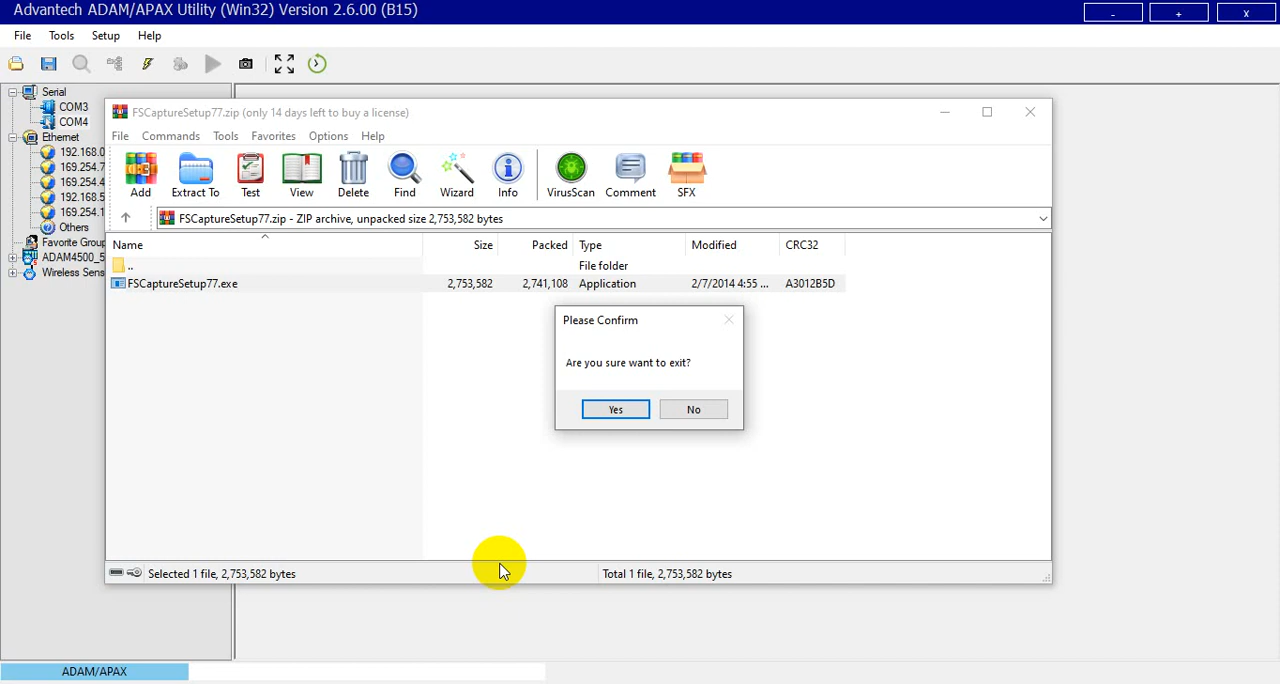 Advantech ADAM/APAX Utility (Win32) Version 2.6.00 (B15)
- + x
File Tools Setup Help
Serial
COM3
COM4
Ethernet
192.168.0
169.254.7
169.254.4
192.168.5
169.254.1
Others
Favorite Group
ADAM4500_5
Wireless Sens
FSCaptureSetup77.zip (only 14 days left to buy a license)
File Commands Tools Favorites Options Help
Add Extract To Test View Delete Find Wizard Info VirusScan Comment SFX
FSCaptureSetup77.zip - ZIP archive, unpacked size 2,753,582 bytes
Name Size Packed Type Modified CRC32
.. File folder
FSCaptureSetup77.exe 2,753,582 2,741,108 Application 2/7/2014 4:55 ... A3012B5D
Please Confirm
Are you sure want to exit?
Yes No
Selected 1 file, 2,753,582 bytes
Total 1 file, 2,753,582 bytes
ADAM/APAX